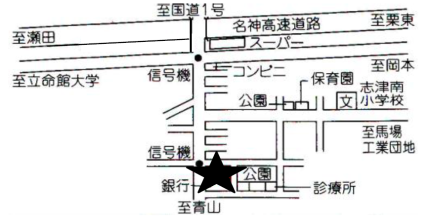 至国道1号
名神高速道路
至栗東
至瀬田
スーパー
至岡本
コンビニ
至立命館大学
信号機
保育園
公園
文
志津南
小学校
至馬場
工業団地
信号機
公園
銀行
診療所
至青山